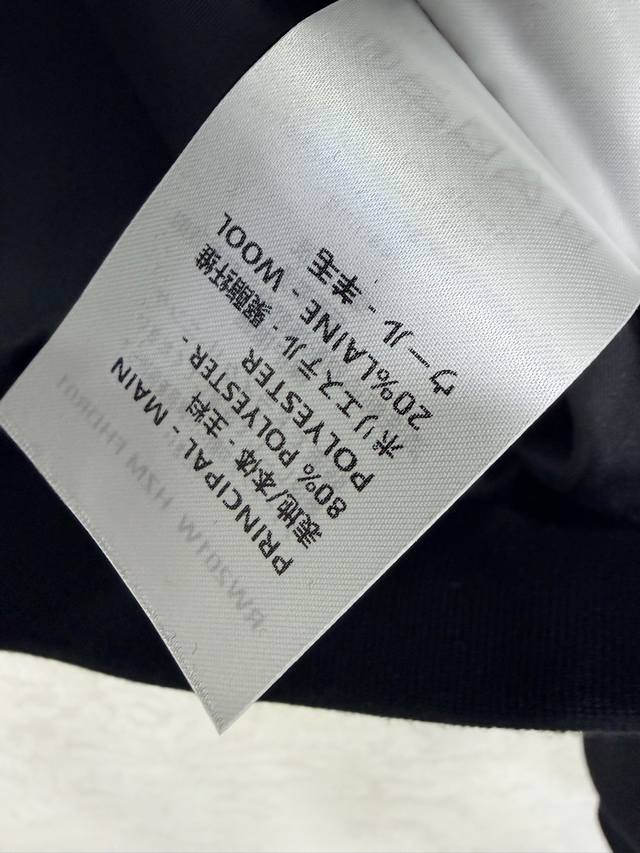 PRINCIPAL - MAIN
表地/本体 - 主料
80% POLYESTER -
POLYESTER
ポリエステル - 聚酯纤维
20%LAINE - WOOL
ウール - 羊毛